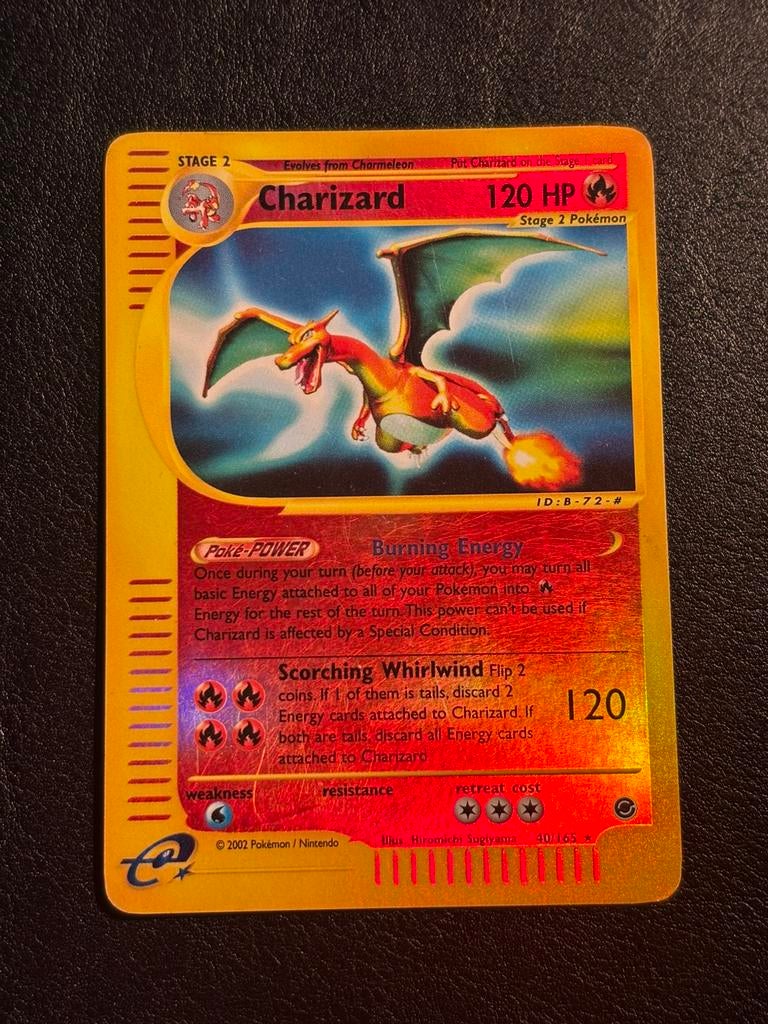 STAGE 2 Evolves from Charmeleon Put Charizard on the Stage 1 card
Charizard 120 HP
Stage 2 Pokémon
ID:B-72-#
Poké-POWER Burning Energy
Once during your turn (before your attack), you may turn all
basic Energy attached to all of your Pokémon into
Energy for the rest of the turn. This power can't be used if
Charizard is affected by a Special Condition.
Scorching Whirlwind Flip 2
coins. If 1 of them is tails, discard 2
Energy cards attached to Charizard. If
both are tails, discard all Energy cards
attached to Charizard
120
weakness resistance retreat cost
Illus. Hiromichi Sugiyama 40/165 ★
© 2002 Pokémon / Nintendo
e